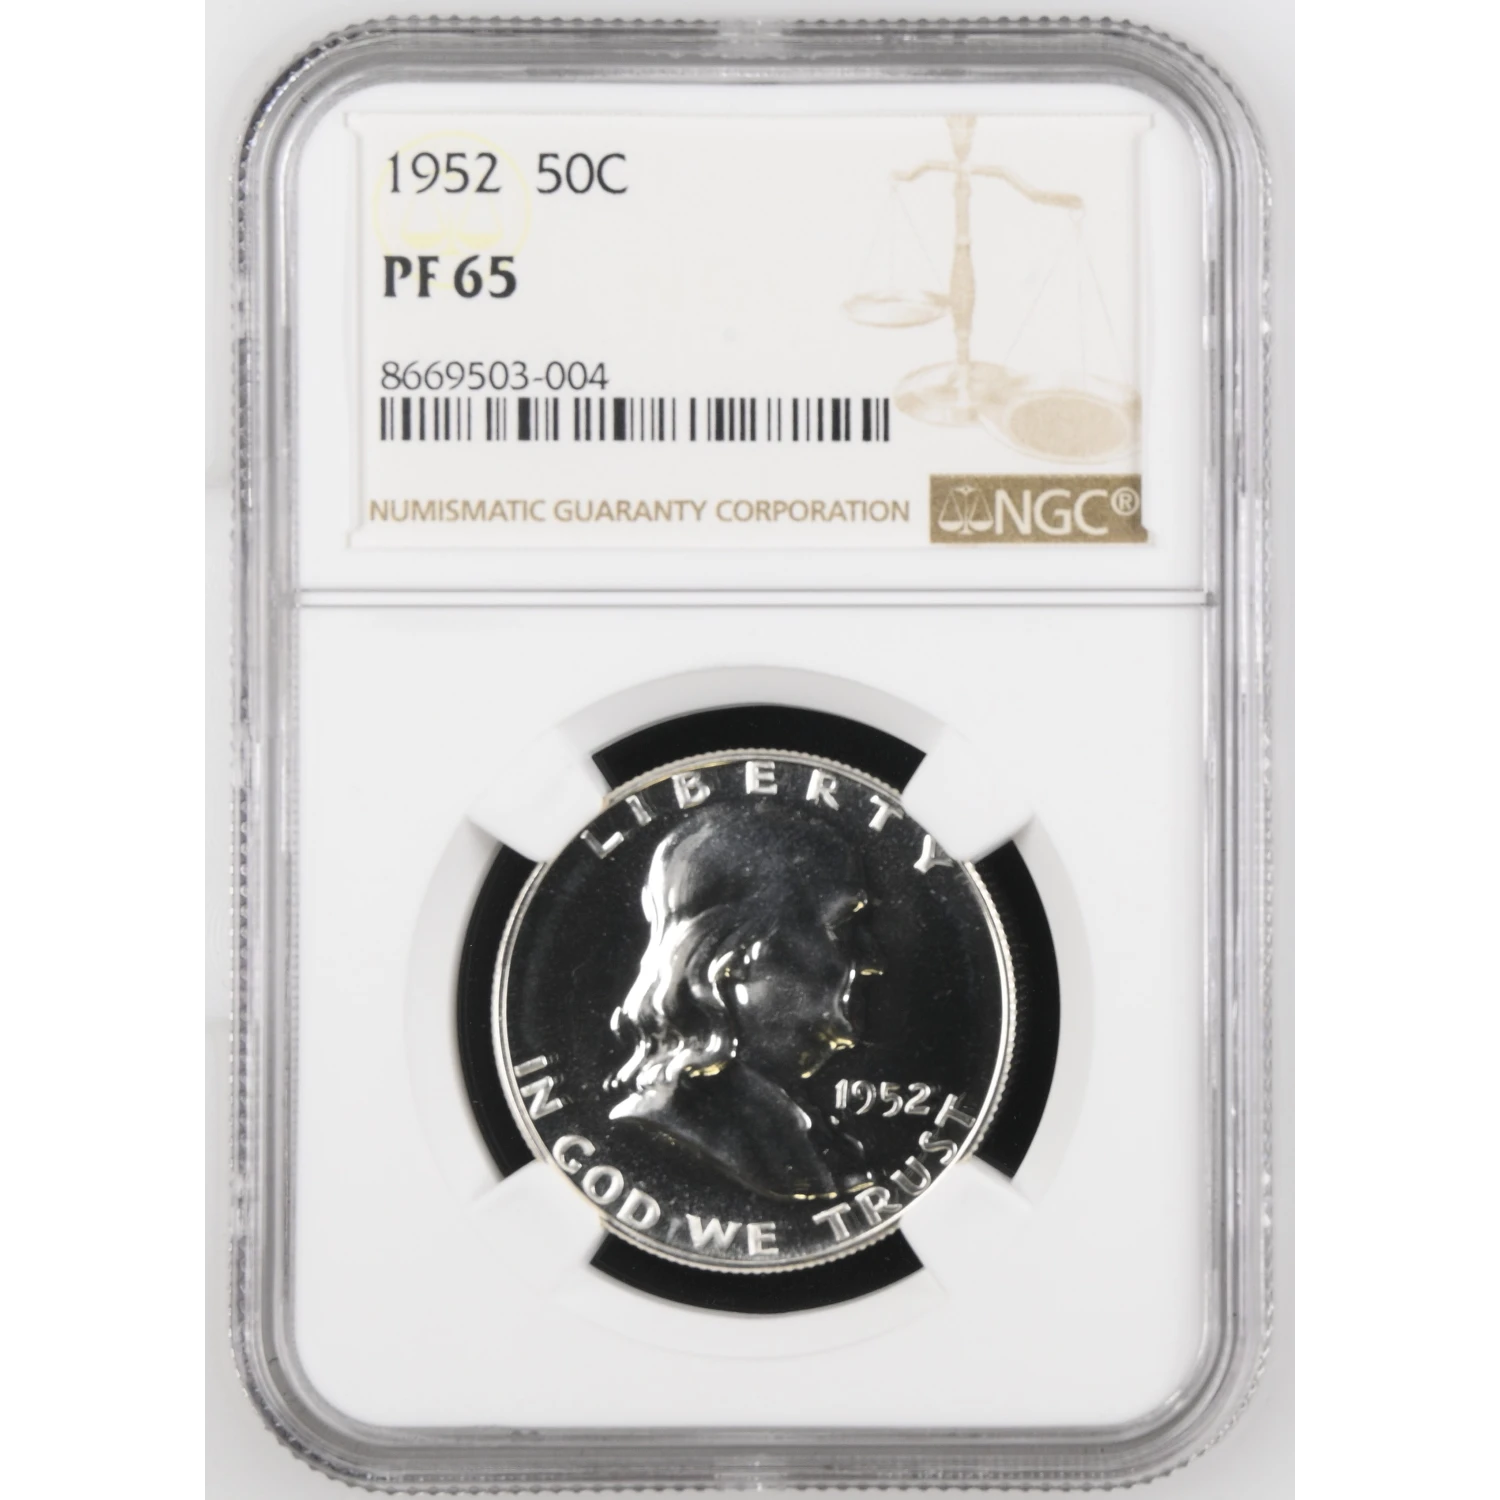 1952 50C
PF 65
8669503-004
NUMISMATIC GUARANTY CORPORATION NGC®
LIBERTY
1952
IN GOD WE TRUST